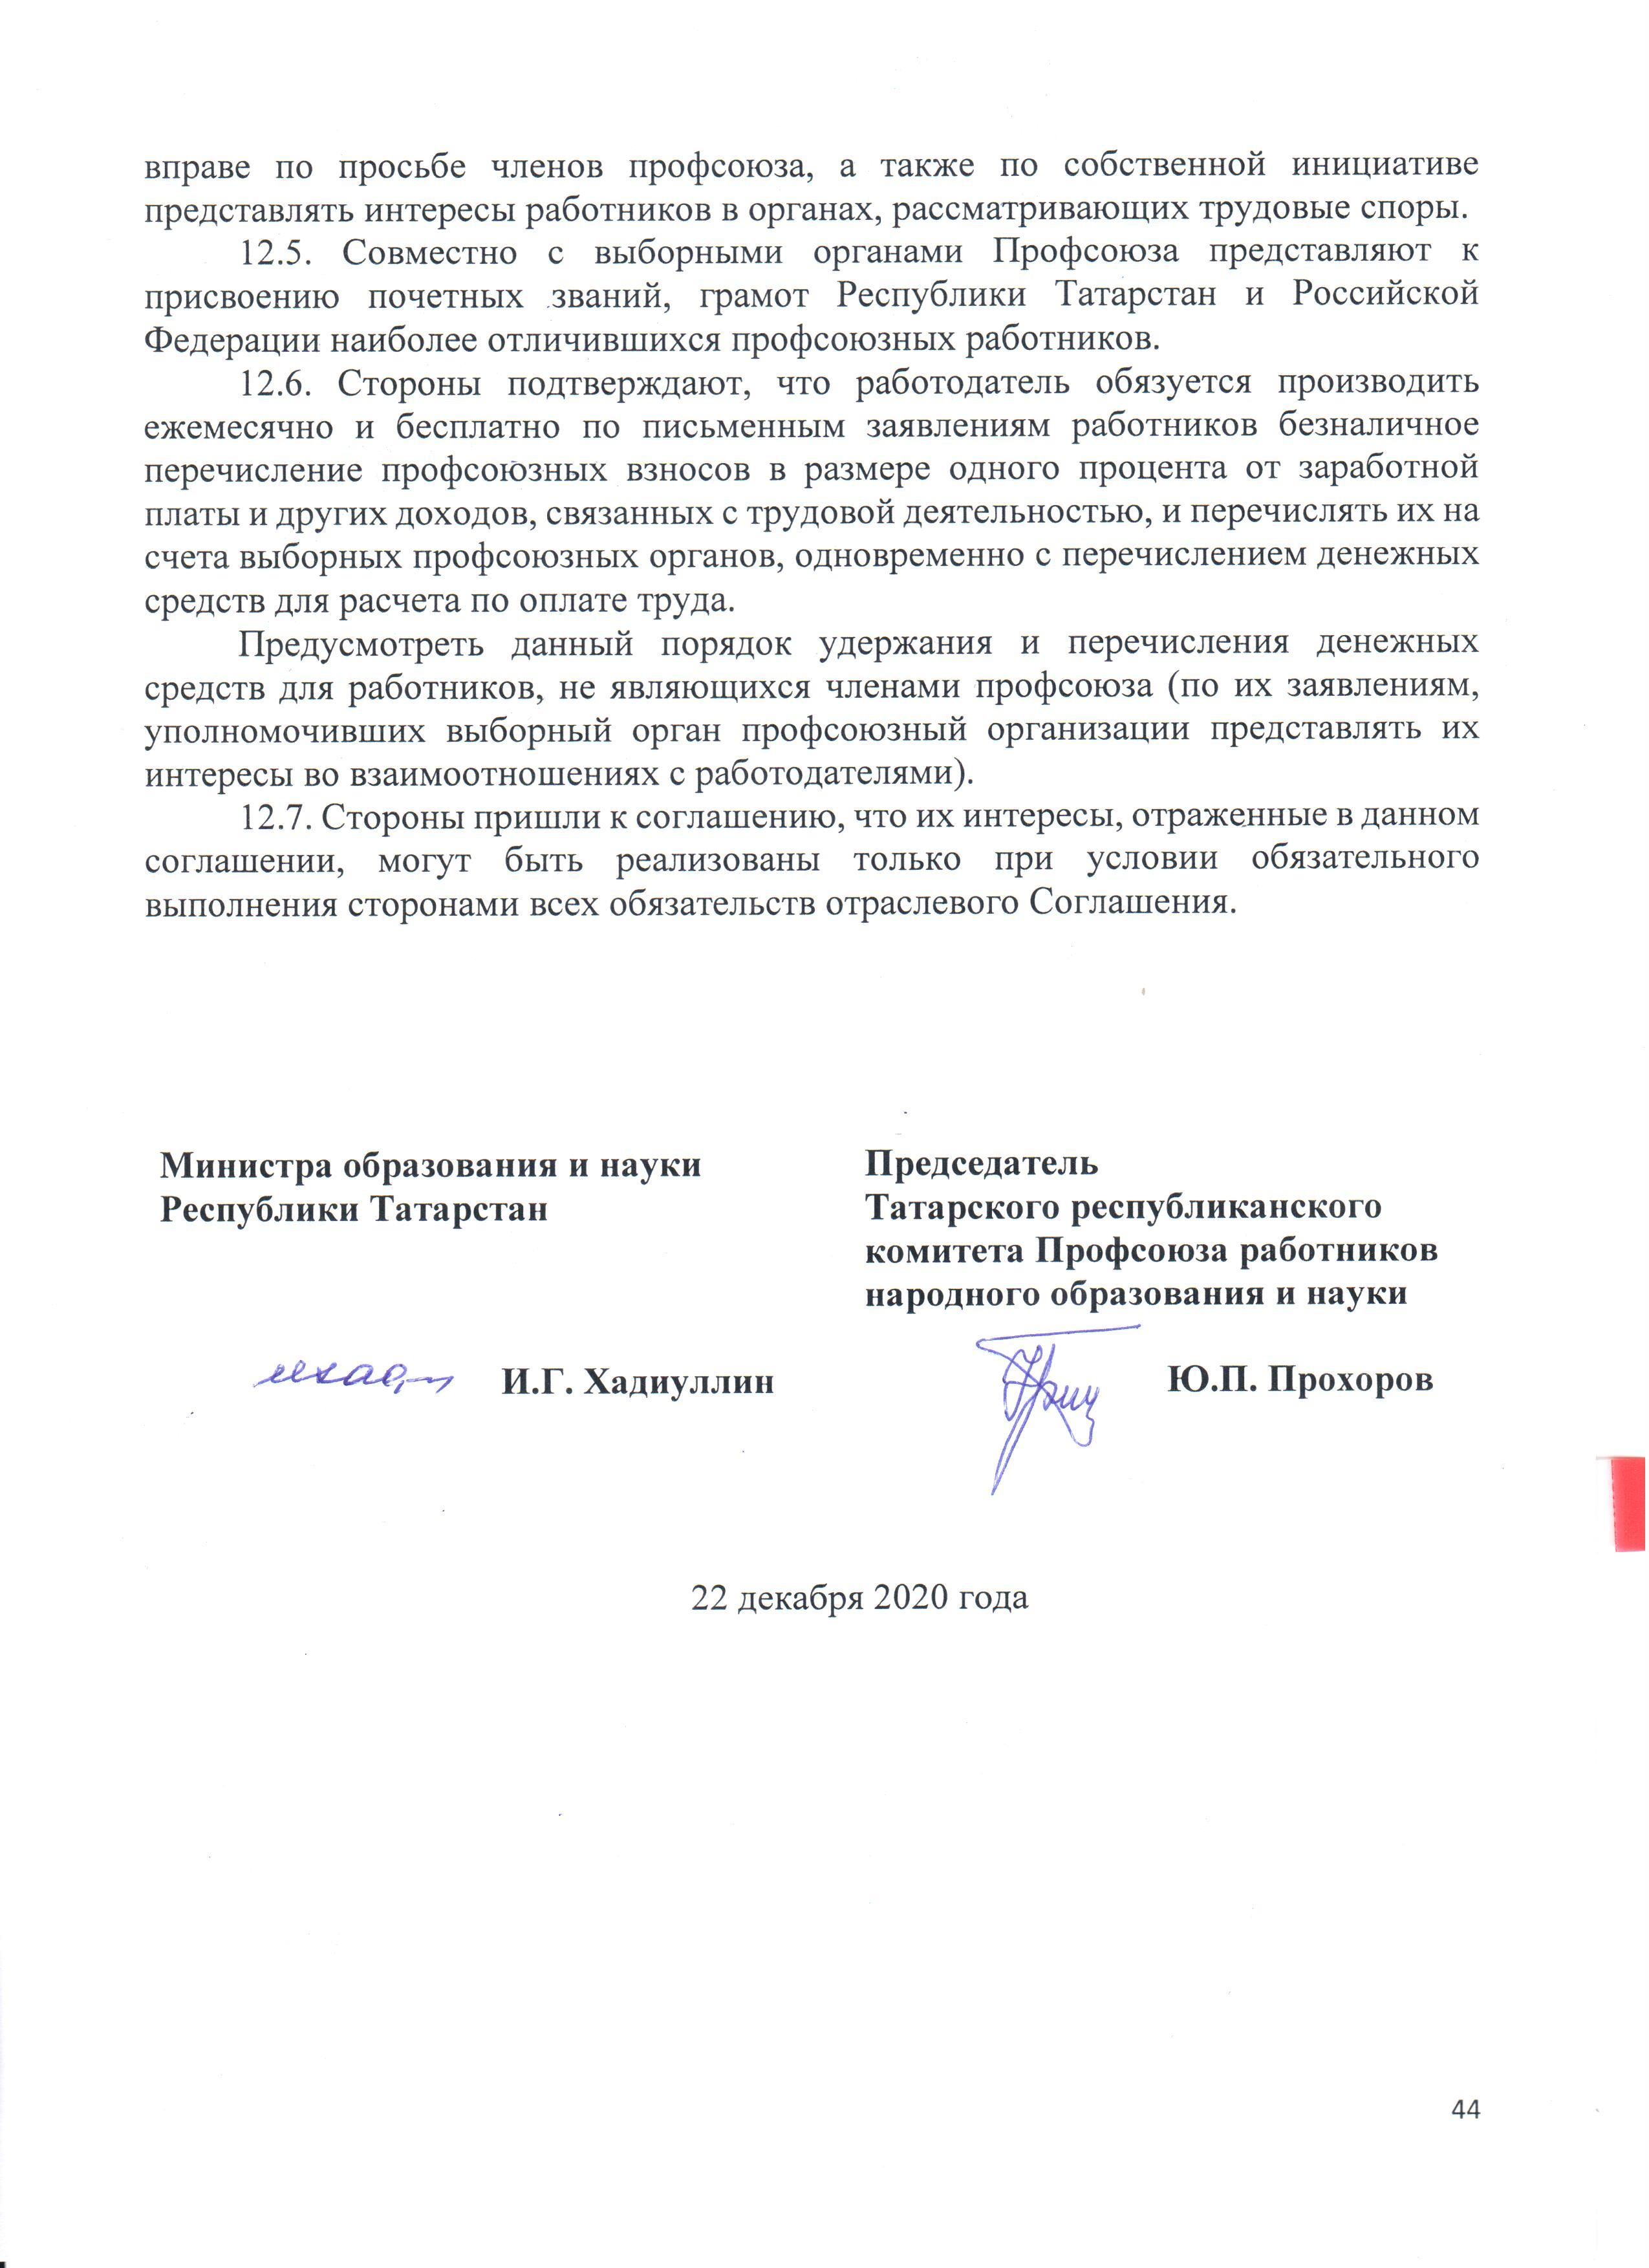 вправе по просьбе членов профсоюза, а также по собственной инициативе
представлять интересы работников в органах, рассматривающих трудовые споры.
12.5. Совместно с выборными органами Профсоюза представляют к
присвоению почетных званий, грамот Республики Татарстан и Российской
Федерации наиболее отличившихся профсоюзных работников.
12.6. Стороны подтверждают, что работодатель обязуется производить
ежемесячно и бесплатно по письменным заявлениям работников безналичное
перечисление профсоюзных взносов в размере одного процента от заработной
платы и других доходов, связанных с трудовой деятельностью, и перечислять их на
счета выборных профсоюзных органов, одновременно с перечислением денежных
средств для расчета по оплате труда.
Предусмотреть данный порядок удержания и перечисления денежных
средств для работников, не являющихся членами профсоюза (по их заявлениям,
уполномочивших выборный орган профсоюзный организации представлять их
интересы во взаимоотношениях с работодателями).
12.7. Стороны пришли к соглашению, что их интересы, отраженные в данном
соглашении, могут быть реализованы только при условии обязательного
выполнения сторонами всех обязательств отраслевого Соглашения.
Министра образования и науки
Республики Татарстан
И.Г. Хадиуллин
Председатель
Татарского республиканского
комитета Профсоюза работников
народного образования и науки
Ю.П. Прохоров
22 декабря 2020 года
44